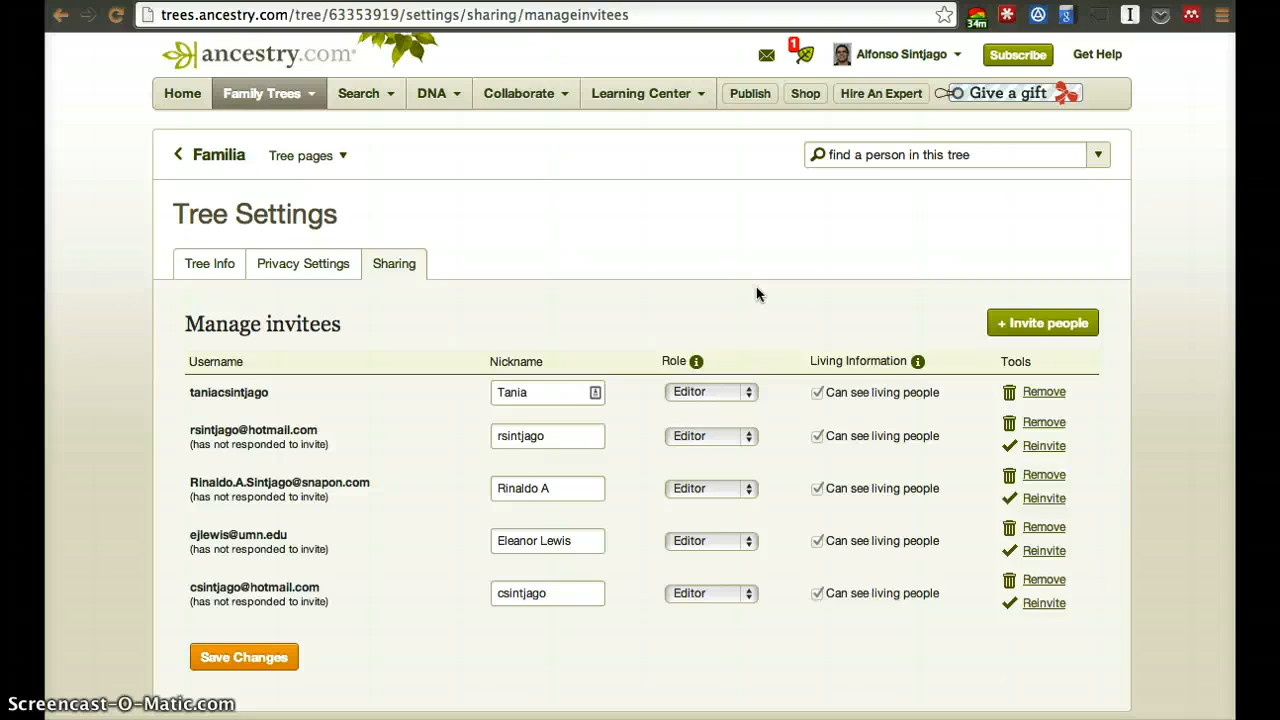 trees.ancestry.com/tree/63353919/settings/sharing/manageinvitees
34m
ancestry.com
1
Alfonso Sintjago
Subscribe
Get Help
Home
Family Trees
Search
DNA
Collaborate
Learning Center
Publish
Shop
Hire An Expert
Give a gift
Familia
Tree pages
find a person in this tree
Tree Settings
Tree Info
Privacy Settings
Sharing
Manage invitees
+ Invite people
Username Nickname Role Living Information Tools
taniacsintjago Tania Editor Can see living people Remove
rsintjago@hotmail.com rsintjago Editor Can see living people Remove
(has not responded to invite) Reinvite
Rinaldo.A.Sintjago@snapon.com Rinaldo A Editor Can see living people Remove
(has not responded to invite) Reinvite
ejlewis@umn.edu Eleanor Lewis Editor Can see living people Remove
(has not responded to invite) Reinvite
csintjago@hotmail.com csintjago Editor Can see living people Remove
(has not responded to invite) Reinvite
Save Changes
Screencast-O-Matic.com